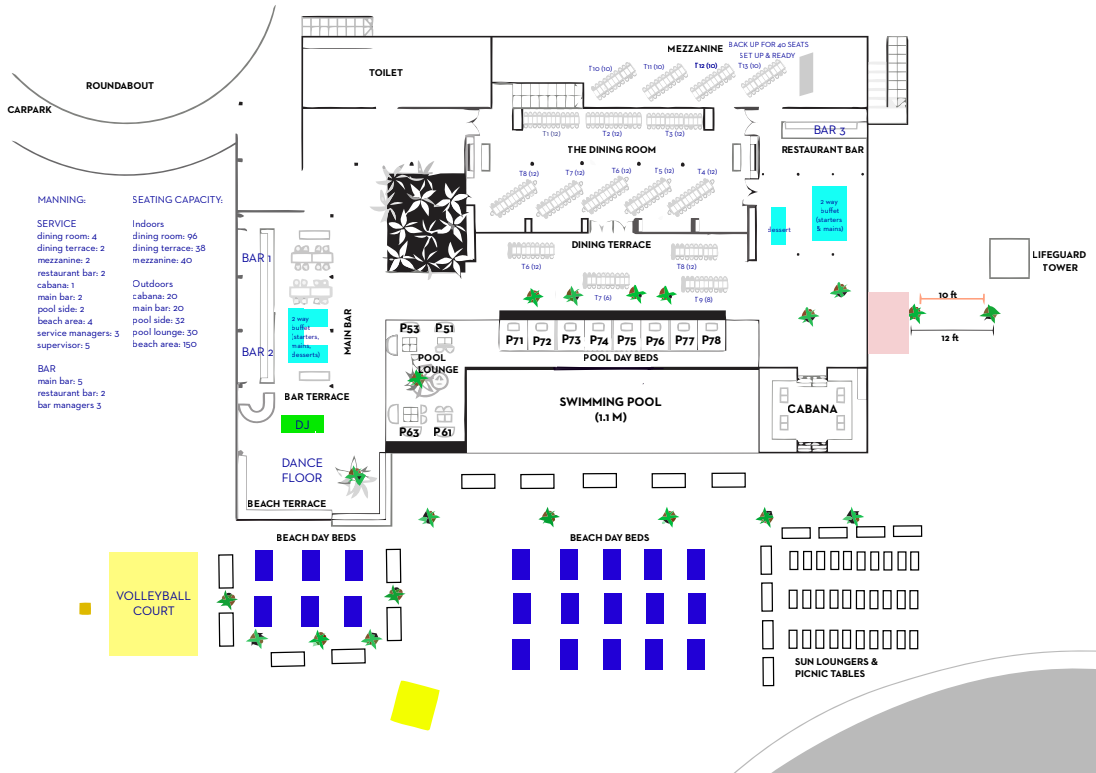 BACK UP FOR 40 SEATS
SET UP & READY
MEZZANINE
T10 (10)
T11 (10)
T12 (10)
T13 (10)
TOILET
ROUNDABOUT
CARPARK
T1 (12)
T2 (12)
T3 (12)
THE DINING ROOM
BAR 3
RESTAURANT BAR
T8 (12)
T7 (12)
T6 (12)
T5 (12)
T4 (12)
MANNING:
SERVICE
dining room: 4
dining terrace: 2
mezzanine: 2
restaurant bar: 2
cabana: 1
main bar: 2
pool side: 2
beach area: 4
service managers: 3
supervisor: 5
BAR
main bar: 5
restaurant bar: 2
bar managers 3
SEATING CAPACITY:
Indoors
dining room: 96
dining terrace: 38
mezzanine: 40
Outdoors
cabana: 20
main bar: 20
pool side: 32
pool lounge: 30
beach area: 150
2 way
buffet
(starters
& mains)
dessert
DINING TERRACE
T6 (12)
T8 (12)
T7 (6)
T9 (8)
LIFEGUARD
TOWER
10 ft
12 ft
BAR 1
BAR 2
2 way
buffet
(starters,
mains,
desserts)
MAIN BAR
BAR TERRACE
DJ
DANCE
FLOOR
BEACH TERRACE
P53
P51
POOL
LOUNGE
P63
P61
P71
P72
P73
P74
P75
P76
P77
P78
POOL DAY BEDS
SWIMMING POOL
(1.1 M)
CABANA
BEACH DAY BEDS
BEACH DAY BEDS
VOLLEYBALL
COURT
SUN LOUNGERS &
PICNIC TABLES